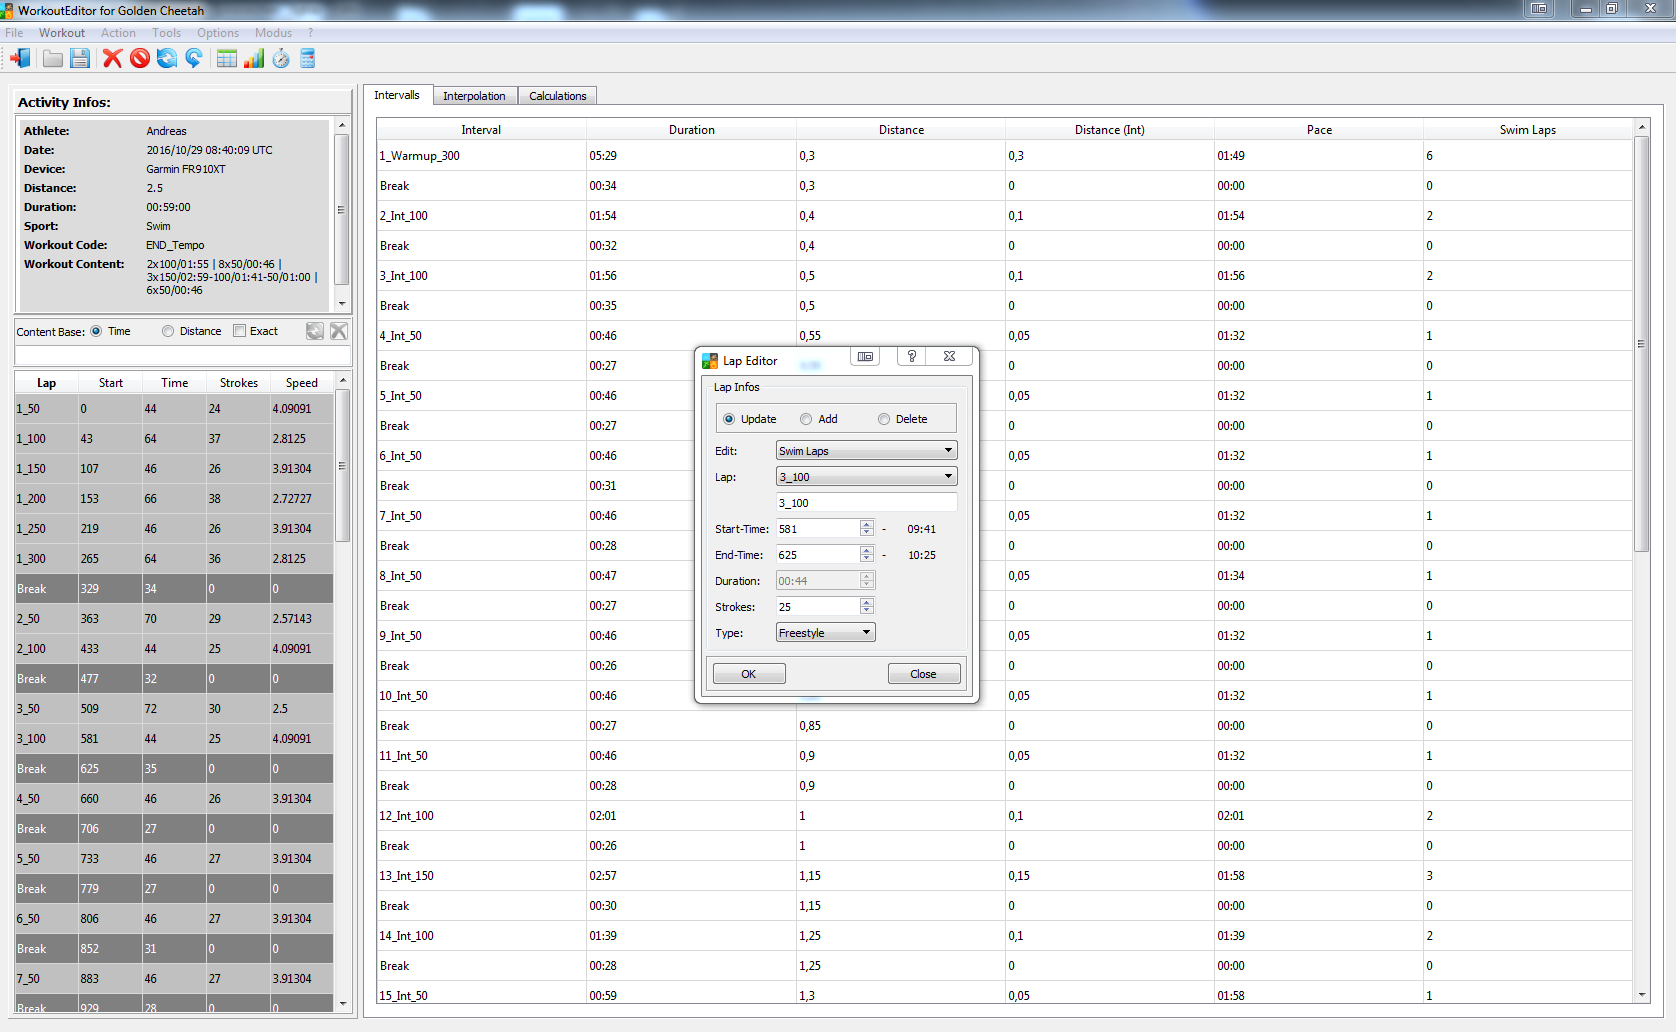 WorkoutEditor for Golden Cheetah
File Workout Action Tools Options Modus ?
Activity Infos:
Athlete: Andreas
Date: 2016/10/29 08:40:09 UTC
Device: Garmin FR910XT
Distance: 2.5
Duration: 00:59:00
Sport: Swim
Workout Code: END_Tempo
Workout Content: 2x100/01:55 | 8x50/00:46 |
3x150/02:59-100/01:41-50/01:00 |
6x50/00:46
Content Base: Time Distance Exact
Lap Start Time Strokes Speed
1_50 0 44 24 4.09091
1_100 43 64 37 2.8125
1_150 107 46 26 3.91304
1_200 153 66 38 2.72727
1_250 219 46 26 3.91304
1_300 265 64 36 2.8125
Break 329 34 0 0
2_50 363 70 29 2.57143
2_100 433 44 25 4.09091
Break 477 32 0 0
3_50 509 72 30 2.5
3_100 581 44 25 4.09091
Break 625 35 0 0
4_50 660 46 26 3.91304
Break 706 27 0 0
5_50 733 46 27 3.91304
Break 779 27 0 0
6_50 806 46 27 3.91304
Break 852 31 0 0
7_50 883 46 27 3.91304
Break 929 28 0 0
Intervalls Interpolation Calculations
Interval Duration Distance Distance (Int) Pace Swim Laps
1_Warmup_300 05:29 0,3 0,3 01:49 6
Break 00:34 0,3 0 00:00 0
2_Int_100 01:54 0,4 0,1 01:54 2
Break 00:32 0,4 0 00:00 0
3_Int_100 01:56 0,5 0,1 01:56 2
Break 00:35 0,5 0 00:00 0
4_Int_50 00:46 0,55 0,05 01:32 1
Break 00:27 0 00:00 0
5_Int_50 00:46 0,05 01:32 1
Break 00:27 0 00:00 0
6_Int_50 00:46 0,05 01:32 1
Break 00:31 0 00:00 0
7_Int_50 00:46 0,05 01:32 1
Break 00:28 0 00:00 0
8_Int_50 00:47 0,05 01:34 1
Break 00:27 0 00:00 0
9_Int_50 00:46 0,05 01:32 1
Break 00:26 0 00:00 0
10_Int_50 00:46 0,05 01:32 1
Break 00:27 0,85 0 00:00 0
11_Int_50 00:46 0,9 0,05 01:32 1
Break 00:28 0,9 0 00:00 0
12_Int_100 02:01 1 0,1 02:01 2
Break 00:26 1 0 00:00 0
13_Int_150 02:57 1,15 0,15 01:58 3
Break 00:30 1,15 0 00:00 0
14_Int_100 01:39 1,25 0,1 01:39 2
Break 00:28 1,25 0 00:00 0
15_Int_50 00:59 1,3 0,05 01:58 1
Lap Editor
Lap Infos
Update Add Delete
Edit: Swim Laps
Lap: 3_100
3_100
Start-Time: 581 - 09:41
End-Time: 625 - 10:25
Duration: 00:44
Strokes: 25
Type: Freestyle
OK Close